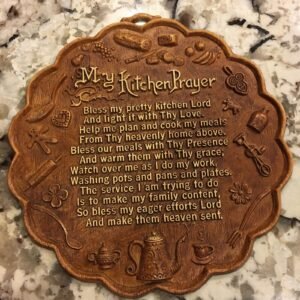 My Kitchen Prayer
Bless my pretty kitchen Lord
And light it with Thy Love.
Help me plan and cook my meals
From Thy heavenly home above.
Bless our meals with Thy Presence
And warm them with Thy grace;
Watch over me as I do my work,
Washing pots and pans and plates.
The service I am trying to do
Is to make my family content,
So bless my eager efforts Lord
And make them heaven sent.